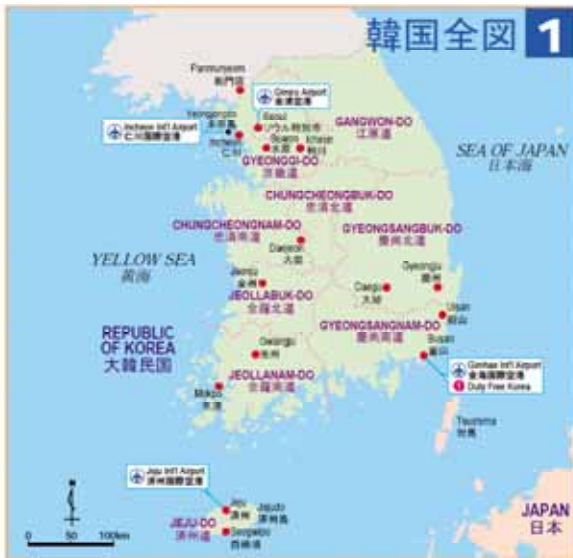 韓国全図 1
Panmunjeom
板門店
Gimpo Airport
金浦空港
Incheon Int'l Airport
仁川国際空港
Seoul
ソウル特別市
Incheon
仁川
Suwon
水原
Icheon
利川
GANGWON-DO
江原道
GYEONGGI-DO
京畿道
SEA OF JAPAN
日本海
CHUNGCHEONGBUK-DO
忠清北道
CHUNGCHEONGNAM-DO
忠清南道
GYEONGSANGBUK-DO
慶尚北道
Daejeon
大田
YELLOW SEA
黄海
Jeonju
全州
JEOLLABUK-DO
全羅北道
Daegu
大邱
Gyeongju
慶州
Ulsan
蔚山
GYEONGSANGNAM-DO
慶尚南道
Busan
釜山
REPUBLIC
OF KOREA
大韓民国
Gwangju
光州
JEOLLANAM-DO
全羅南道
Mokpo
木浦
Gimhae Int'l Airport
金海国際空港
Duty Free Korea
Tsushima
対馬
Jeju Int'l Airport
済州国際空港
Jeju
済州
Jejudo
済州島
JEJU-DO
済州道
Seogwipo
西帰浦
JAPAN
日本
N
0 50 100km